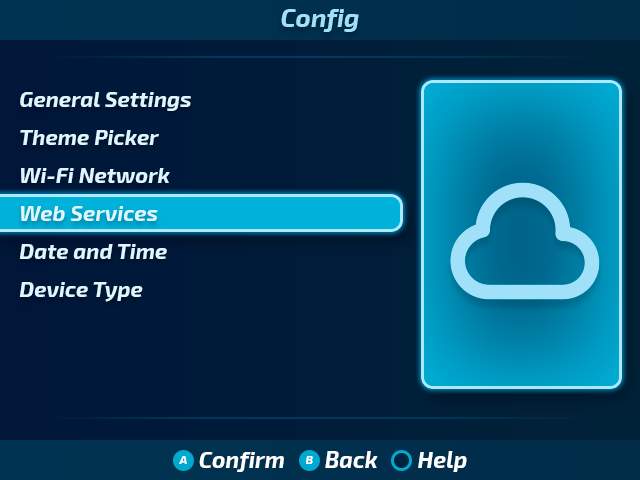 Config
General Settings
Theme Picker
Wi-Fi Network
Web Services
Date and Time
Device Type
A Confirm B Back Help